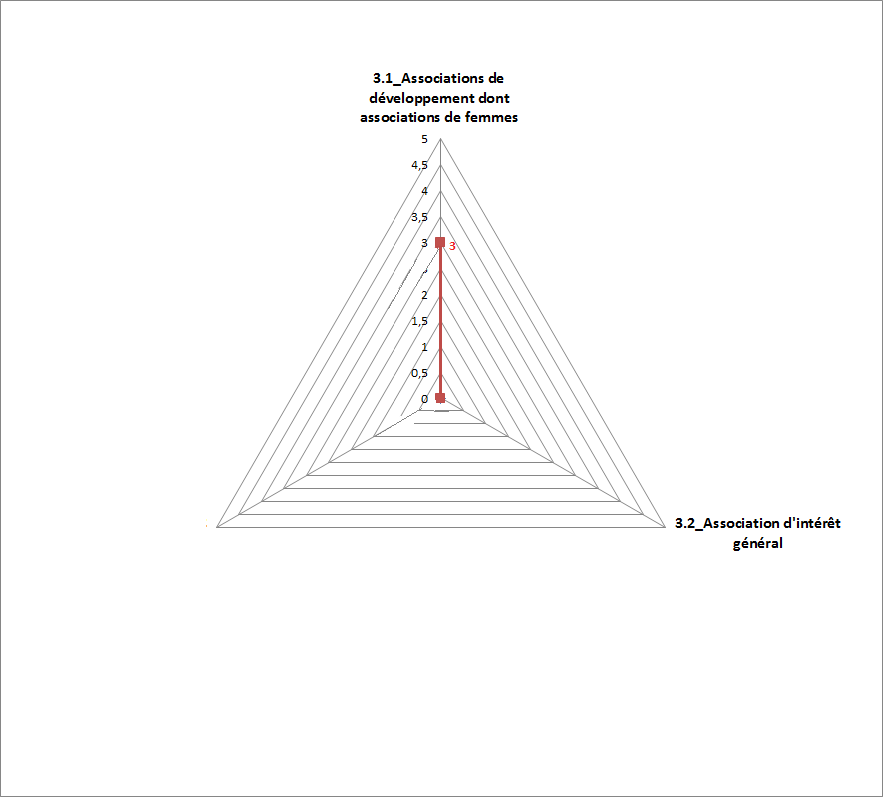 3.1_Associations de
développement dont
associations de femmes
5
4,5
4
3,5
3
3
2
1,5
1
0,5
0
3.2_Association d'intérêt
général